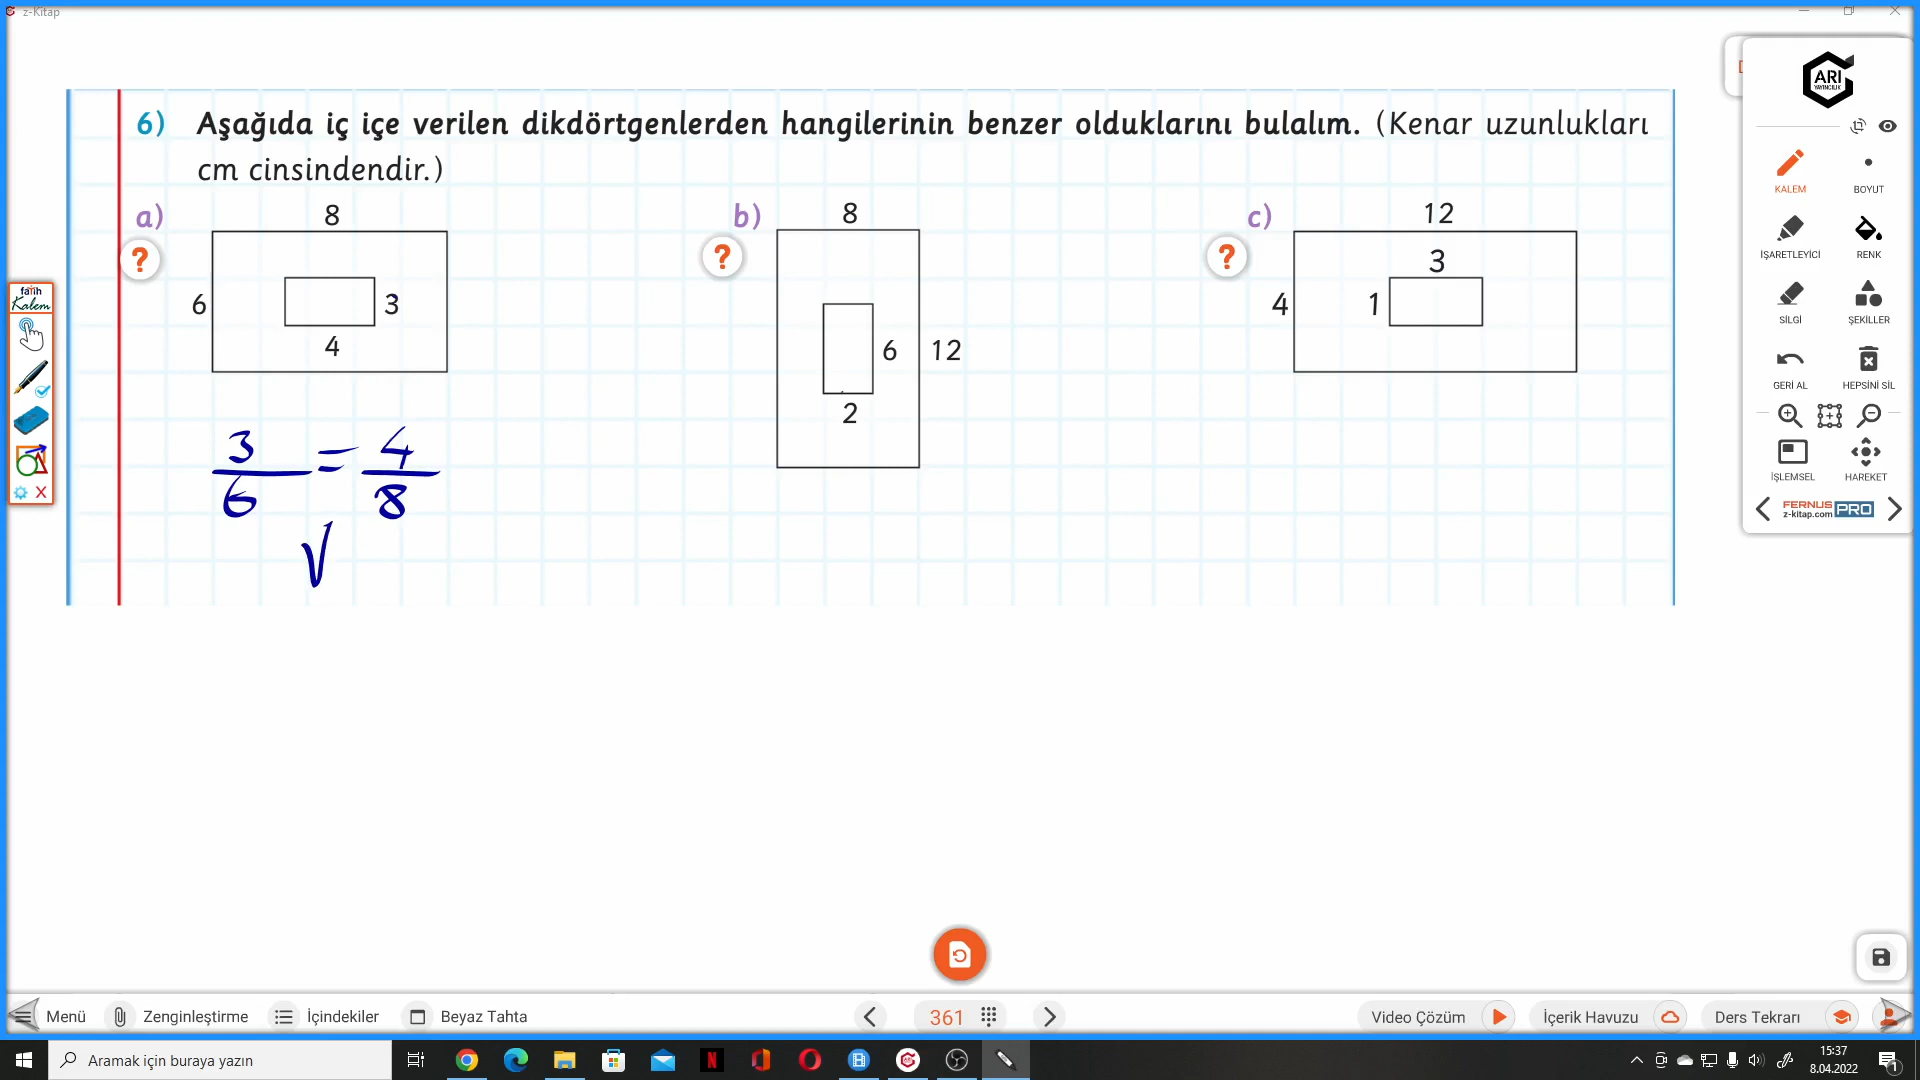 z-Kitap
6) Aşağıda iç içe verilen dikdörtgenlerden hangilerinin benzer olduklarını bulalım. (Kenar uzunlukları
cm cinsindendir.)
a)
8
6
3
4
?
b)
8
6
12
2
?
c)
12
3
4
1
?
3/6 = 4/8
√
fatih
Kalem
ARI
YAYINCILIK
KALEM
BOYUT
İŞARETLEYİCİ
RENK
SİLGİ
ŞEKİLLER
GERİ AL
HEPSİNİ SİL
İŞLEMSEL
HAREKET
FERNUS
z-kitap.com
PRO
Menü
Zenginleştirme
İçindekiler
Beyaz Tahta
361
Video Çözüm
İçerik Havuzu
Ders Tekrarı
Aramak için buraya yazın
15:37
8.04.2022
1